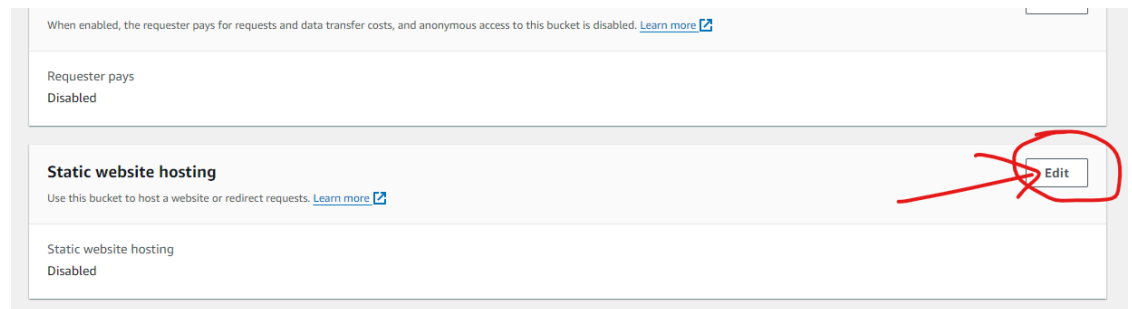 When enabled, the requester pays for requests and data transfer costs, and anonymous access to this bucket is disabled. Learn more
Requester pays
Disabled
Static website hosting
Edit
Use this bucket to host a website or redirect requests. Learn more
Static website hosting
Disabled